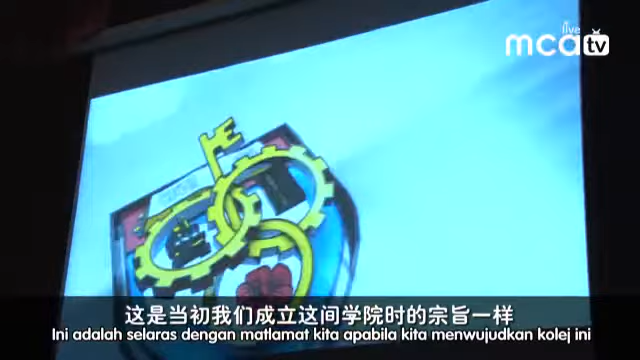 live
mca tv
这是当初我们成立这间学院时的宗旨一样
Ini adalah selaras dengan matlamat kita apabila kita menwujudkan kolej ini